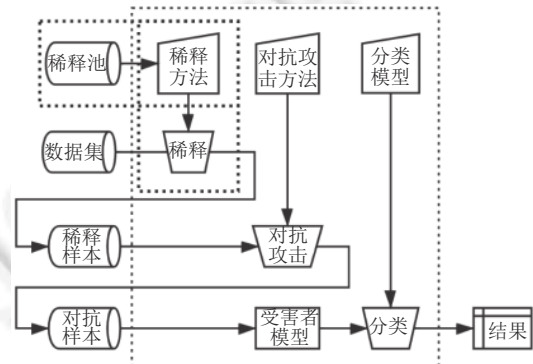 稀释池
稀释
方法
对抗攻
击方法
分类
模型
数据集
稀释
稀释
样本
对抗
攻击
对抗
样本
受害者
模型
分类
结果